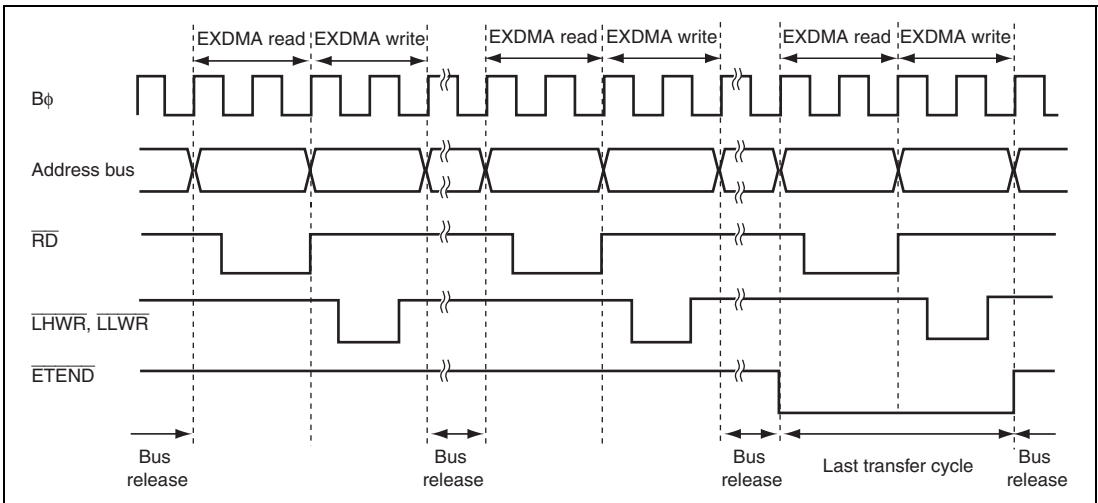 EXDMA read EXDMA write EXDMA read EXDMA write EXDMA read EXDMA write
Bϕ
Address bus
RD
LHWR, LLWR
ETEND
Bus release
Bus release
Bus release
Last transfer cycle
Bus release